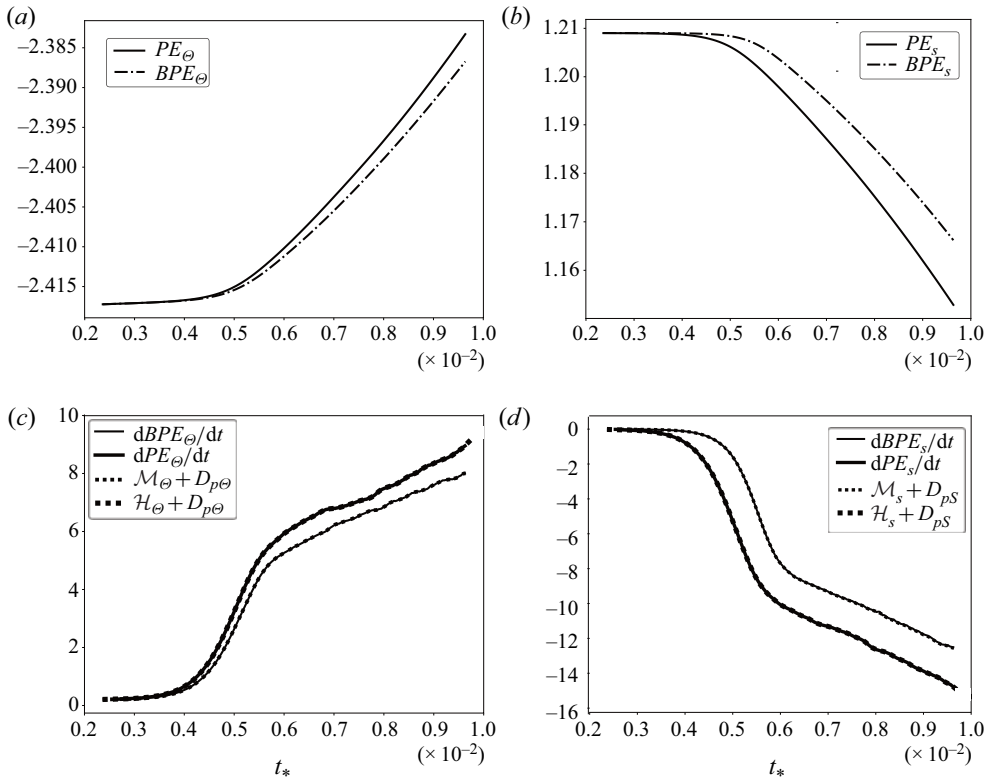 (a)
−2.385
−2.390
−2.395
−2.400
−2.405
−2.410
−2.415
PE_Θ
BPE_Θ
0.2 0.3 0.4 0.5 0.6 0.7 0.8 0.9 1.0
(× 10⁻²)
(b)
1.21
1.20
1.19
1.18
1.17
1.16
PE_s
BPE_s
0.2 0.3 0.4 0.5 0.6 0.7 0.8 0.9 1.0
(× 10⁻²)
(c)
10
8
6
4
2
0
dBPE_Θ/dt
dPE_Θ/dt
ℳ_Θ + D_pΘ
ℋ_Θ + D_pΘ
0.2 0.3 0.4 0.5 0.6 0.7 0.8 0.9 1.0
(× 10⁻²)
t_*
(d)
0
−2
−4
−6
−8
−10
−12
−14
−16
dBPE_s/dt
dPE_s/dt
ℳ_s + D_pS
ℋ_s + D_pS
0.2 0.3 0.4 0.5 0.6 0.7 0.8 0.9 1.0
(× 10⁻²)
t_*